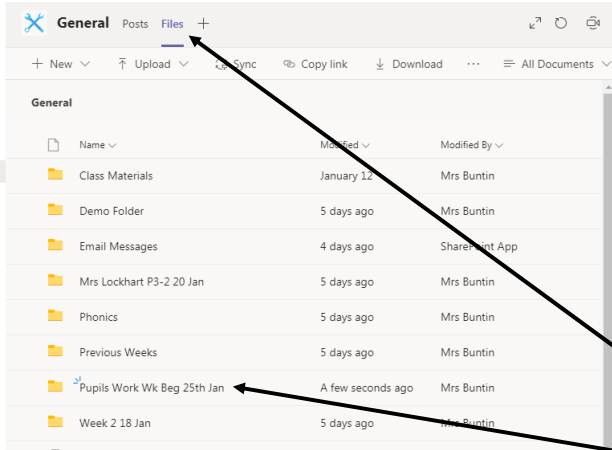 General Posts Files +
+ New Upload Sync Copy link Download ... All Documents
General
Name Modified Modified By
Class Materials January 12 Mrs Buntin
Demo Folder 5 days ago Mrs Buntin
Email Messages 4 days ago SharePoint App
Mrs Lockhart P3-2 20 Jan 5 days ago Mrs Buntin
Phonics 5 days ago Mrs Buntin
Previous Weeks 5 days ago Mrs Buntin
Pupils Work Wk Beg 25th Jan A few seconds ago Mrs Buntin
Week 2 18 Jan 5 days ago Mrs Buntin